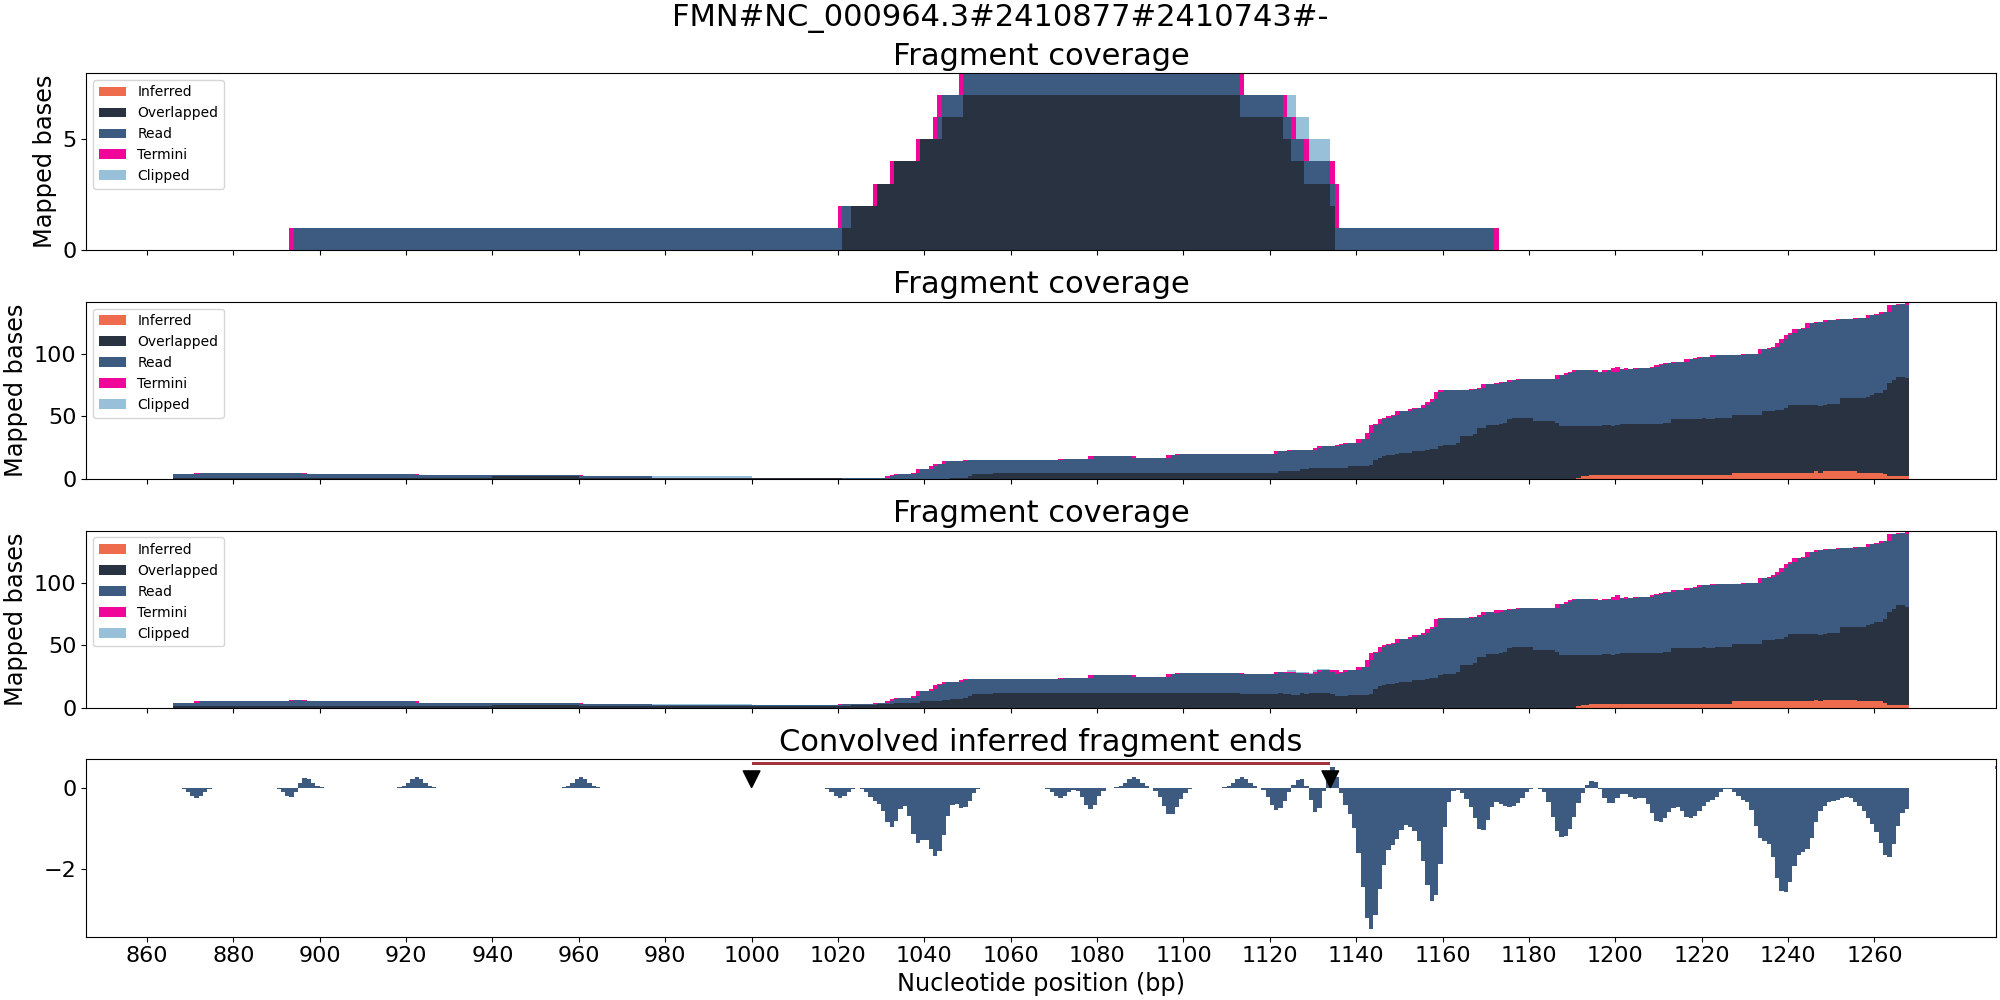 FMN#NC_000964.3#2410877#2410743#-
Fragment coverage
Mapped bases
5
0
Inferred
Overlapped
Read
Termini
Clipped
Fragment coverage
Mapped bases
100
50
0
Inferred
Overlapped
Read
Termini
Clipped
Fragment coverage
Mapped bases
100
50
0
Inferred
Overlapped
Read
Termini
Clipped
Convolved inferred fragment ends
0
−2
860 880 900 920 940 960 980 1000 1020 1040 1060 1080 1100 1120 1140 1160 1180 1200 1220 1240 1260
Nucleotide position (bp)